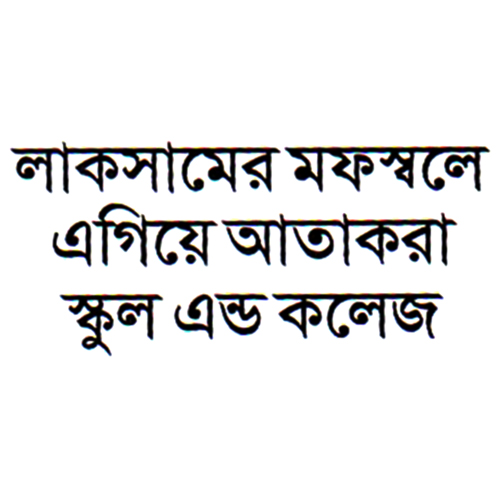 লাকসামের মফস্বলে
এগিয়ে আতাকরা
স্কুল এন্ড কলেজ